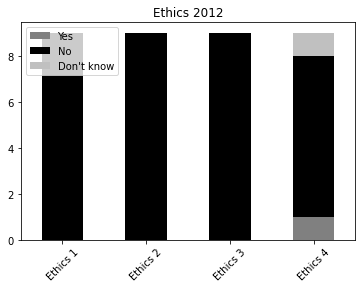 Ethics 2012
Yes
No
Don't know
8
6
4
2
0
Ethics 1
Ethics 2
Ethics 3
Ethics 4